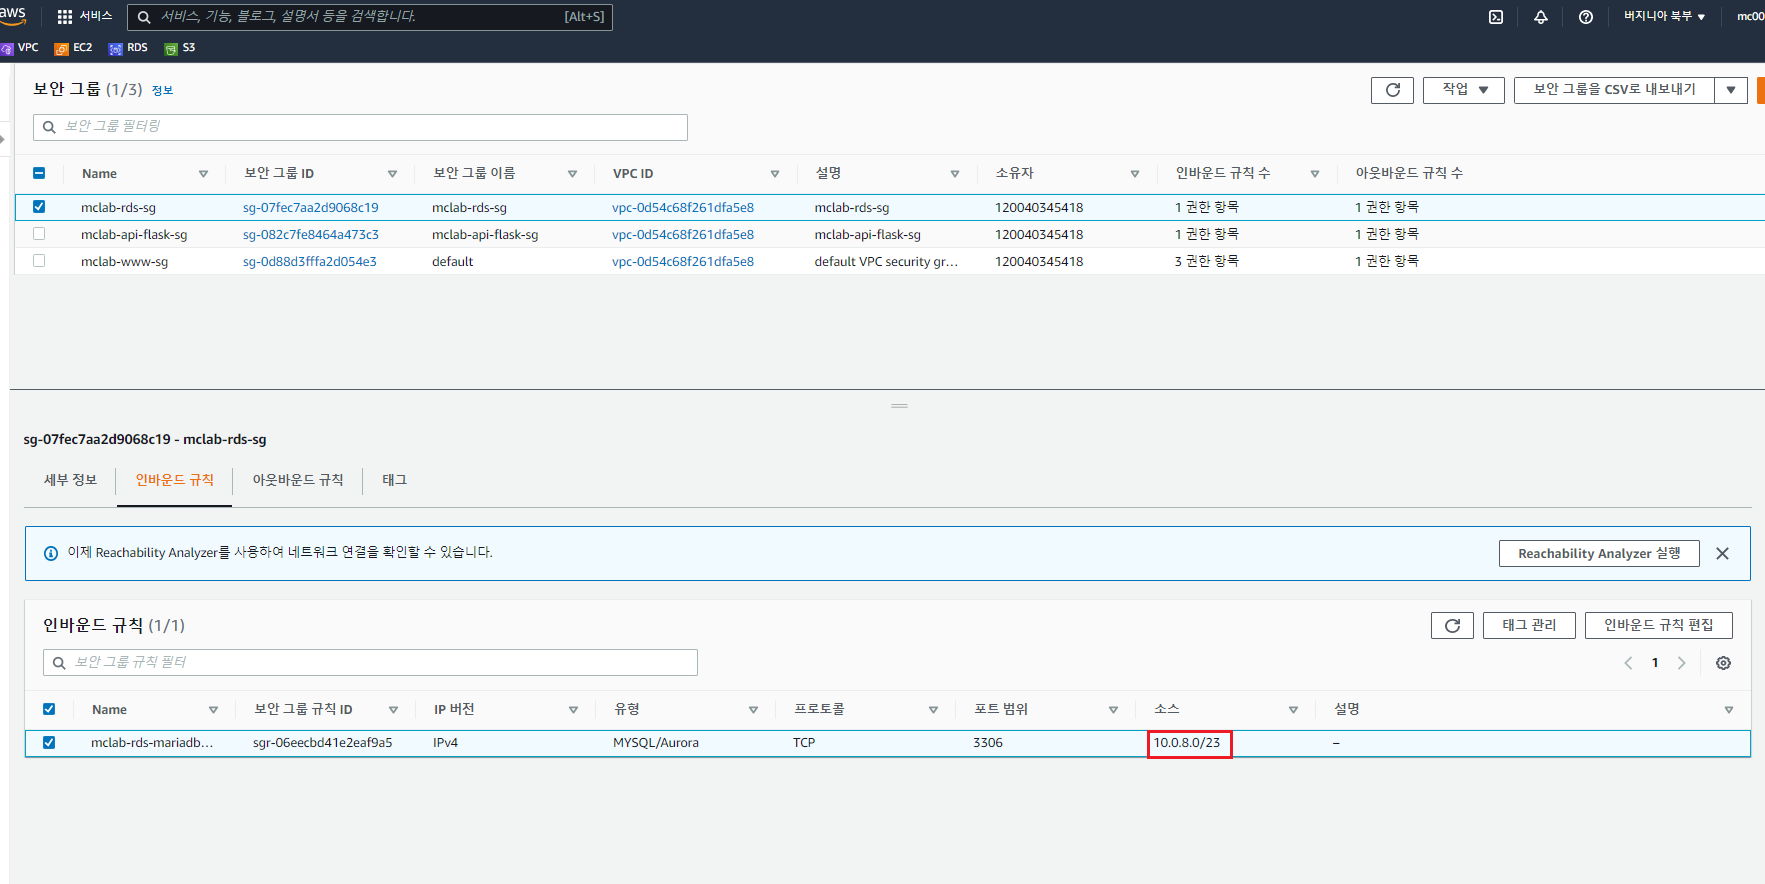 aws 서비스 서비스, 기능, 블로그, 설명서 등을 검색합니다. [Alt+S] 버지니아 북부 ▼ mc00
VPC EC2 RDS S3
보안 그룹 (1/3) 정보 작업 ▼ 보안 그룹을 CSV로 내보내기 ▼
보안 그룹 필터링
Name 보안 그룹 ID 보안 그룹 이름 VPC ID 설명 소유자 인바운드 규칙 수 아웃바운드 규칙 수
mclab-rds-sg sg-07fec7aa2d9068c19 mclab-rds-sg vpc-0d54c68f261dfa5e8 mclab-rds-sg 120040345418 1 권한 항목 1 권한 항목
mclab-api-flask-sg sg-082c7fe8464a473c3 mclab-api-flask-sg vpc-0d54c68f261dfa5e8 mclab-api-flask-sg 120040345418 1 권한 항목 1 권한 항목
mclab-www-sg sg-0d88d3fffa2d054e3 default vpc-0d54c68f261dfa5e8 default VPC security gr... 120040345418 3 권한 항목 1 권한 항목
sg-07fec7aa2d9068c19 - mclab-rds-sg
세부 정보 인바운드 규칙 아웃바운드 규칙 태그
이제 Reachability Analyzer를 사용하여 네트워크 연결을 확인할 수 있습니다. Reachability Analyzer 실행
인바운드 규칙 (1/1) 태그 관리 인바운드 규칙 편집
보안 그룹 규칙 필터 1
Name 보안 그룹 규칙 ID IP 버전 유형 프로토콜 포트 범위 소스 설명
mclab-rds-mariadb... sgr-06eecbd41e2eaf9a5 IPv4 MYSQL/Aurora TCP 3306 10.0.8.0/23 –